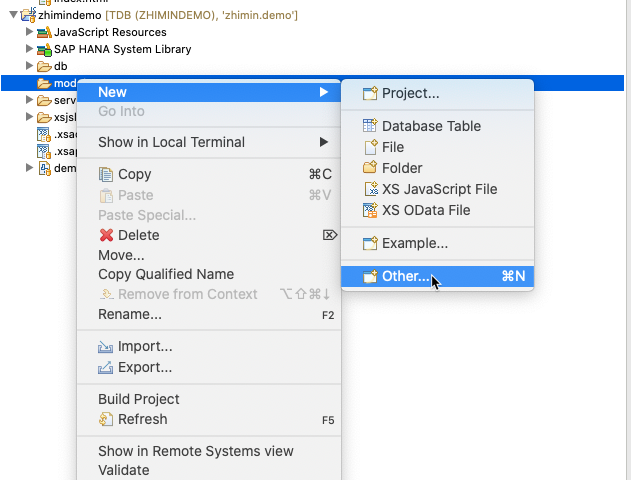 index.html
zhimindemo [TDB (ZHIMINDEMO), 'zhimin.demo']
JavaScript Resources
SAP HANA System Library
db
mod
serv
xsjsl
.xsac
.xsap
dem
New
Go Into
Show in Local Terminal
Copy ⌘C
Paste ⌘V
Paste Special...
Delete ⌦
Move...
Copy Qualified Name
Remove from Context ⌥⇧⌘↓
Rename... F2
Import...
Export...
Build Project
Refresh F5
Show in Remote Systems view
Validate
Project...
Database Table
File
Folder
XS JavaScript File
XS OData File
Example...
Other... ⌘N